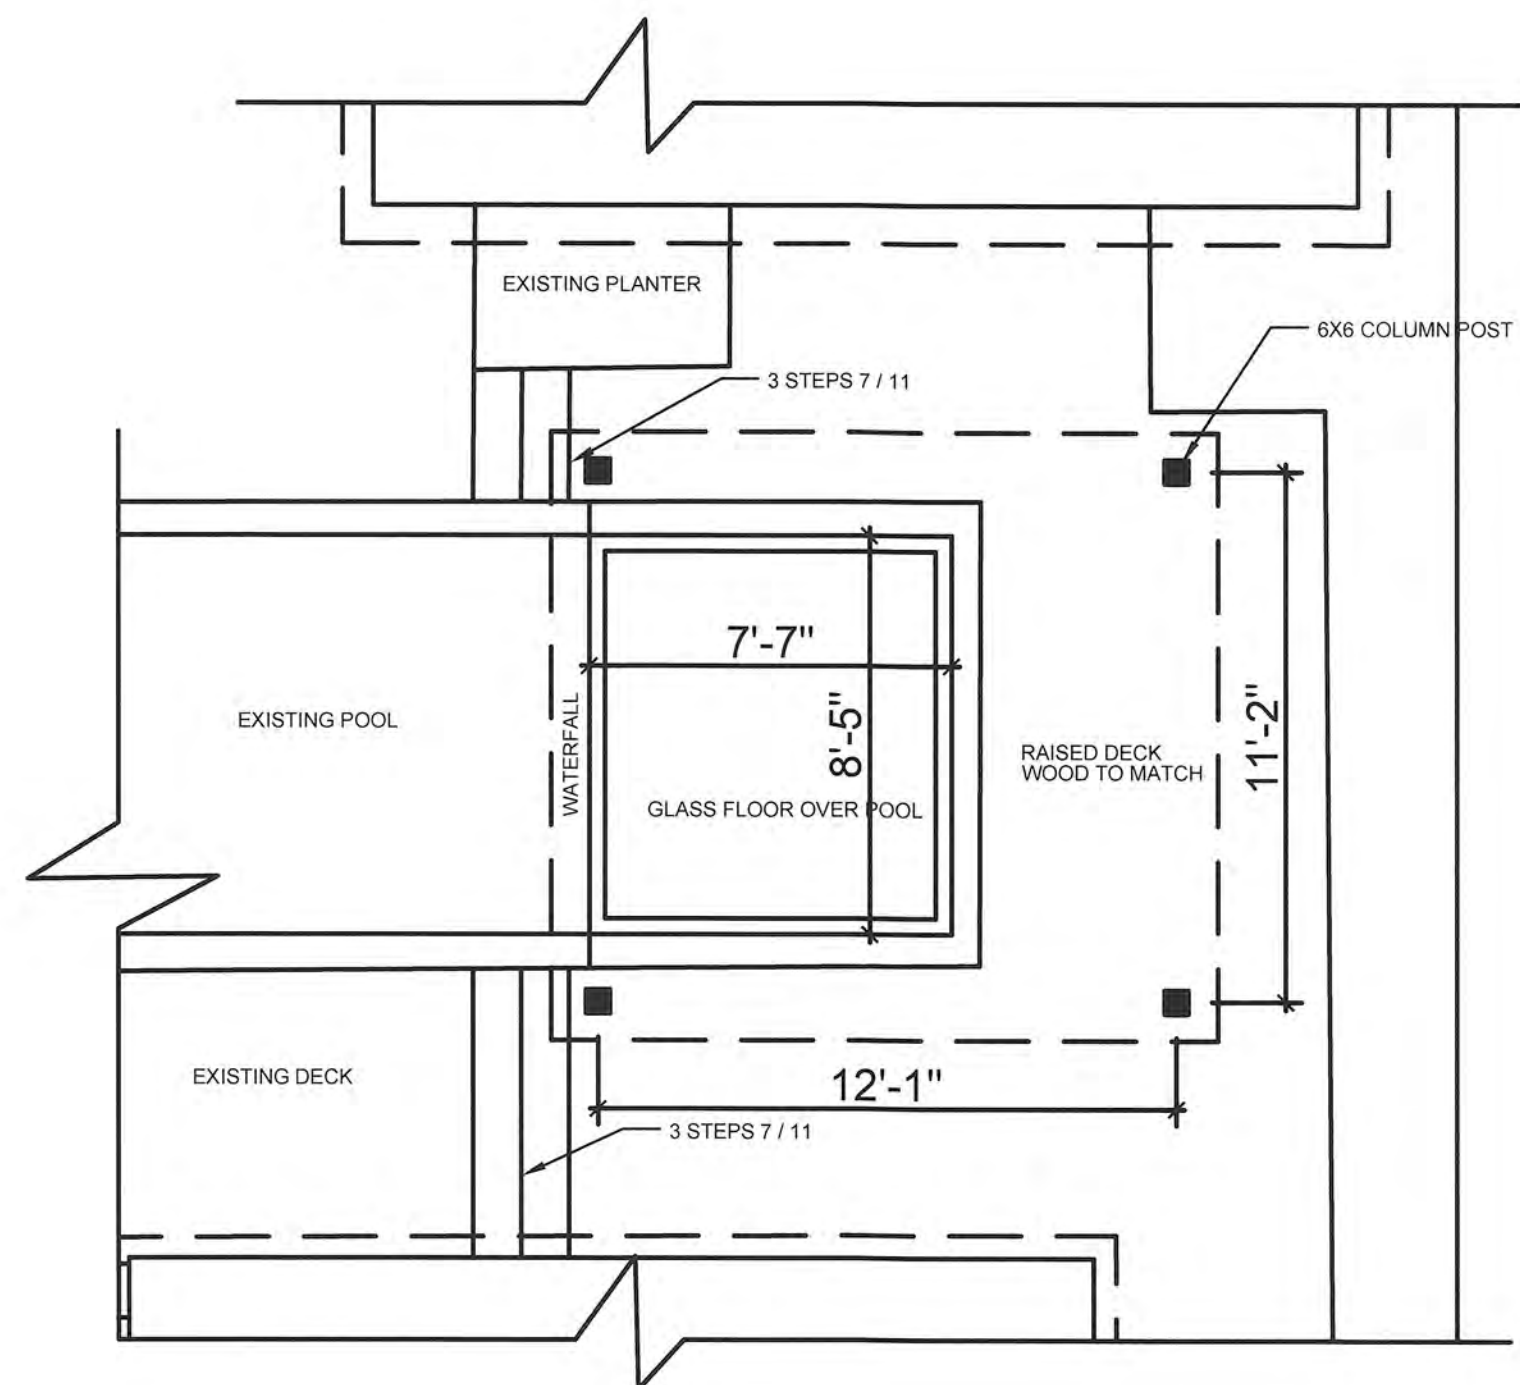 EXISTING PLANTER
6X6 COLUMN POST
3 STEPS 7 / 11
7'-7"
EXISTING POOL
WATERFALL
8'-5"
11'-2"
RAISED DECK
WOOD TO MATCH
GLASS FLOOR OVER POOL
EXISTING DECK
12'-1"
3 STEPS 7 / 11